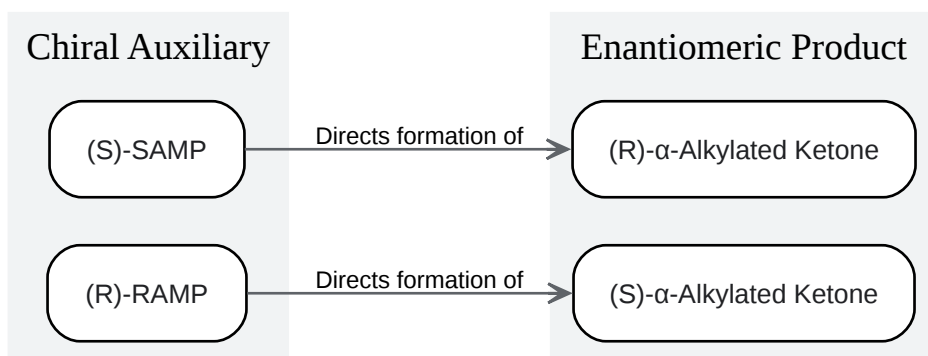 Chiral Auxiliary
Enantiomeric Product
(S)-SAMP
Directs formation of
(R)-α-Alkylated Ketone
(R)-RAMP
Directs formation of
(S)-α-Alkylated Ketone